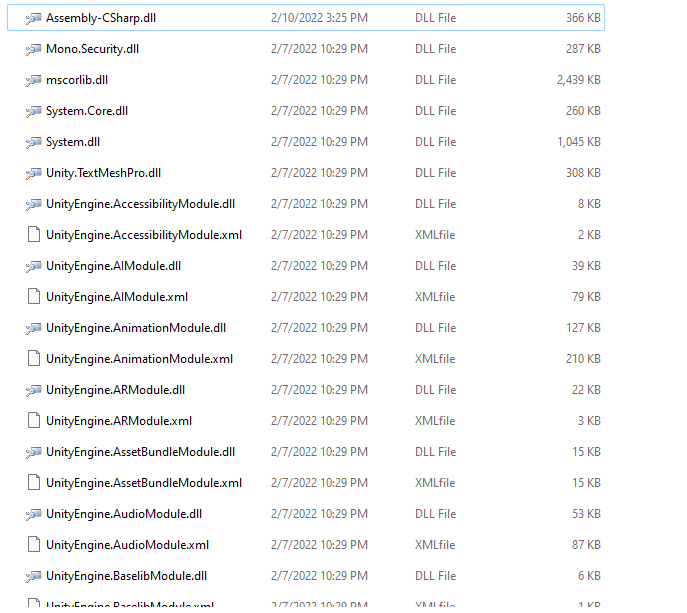 Assembly-CSharp.dll 2/10/2022 3:25 PM DLL File 366 KB
Mono.Security.dll 2/7/2022 10:29 PM DLL File 287 KB
mscorlib.dll 2/7/2022 10:29 PM DLL File 2,439 KB
System.Core.dll 2/7/2022 10:29 PM DLL File 260 KB
System.dll 2/7/2022 10:29 PM DLL File 1,045 KB
Unity.TextMeshPro.dll 2/7/2022 10:29 PM DLL File 308 KB
UnityEngine.AccessibilityModule.dll 2/7/2022 10:29 PM DLL File 8 KB
UnityEngine.AccessibilityModule.xml 2/7/2022 10:29 PM XMLfile 2 KB
UnityEngine.AIModule.dll 2/7/2022 10:29 PM DLL File 39 KB
UnityEngine.AIModule.xml 2/7/2022 10:29 PM XMLfile 79 KB
UnityEngine.AnimationModule.dll 2/7/2022 10:29 PM DLL File 127 KB
UnityEngine.AnimationModule.xml 2/7/2022 10:29 PM XMLfile 210 KB
UnityEngine.ARModule.dll 2/7/2022 10:29 PM DLL File 22 KB
UnityEngine.ARModule.xml 2/7/2022 10:29 PM XMLfile 3 KB
UnityEngine.AssetBundleModule.dll 2/7/2022 10:29 PM DLL File 15 KB
UnityEngine.AssetBundleModule.xml 2/7/2022 10:29 PM XMLfile 15 KB
UnityEngine.AudioModule.dll 2/7/2022 10:29 PM DLL File 53 KB
UnityEngine.AudioModule.xml 2/7/2022 10:29 PM XMLfile 87 KB
UnityEngine.BaselibModule.dll 2/7/2022 10:29 PM DLL File 6 KB
UnityEngine.BaselibModule.xml 2/7/2022 10:29 PM XMLfile 1 KB